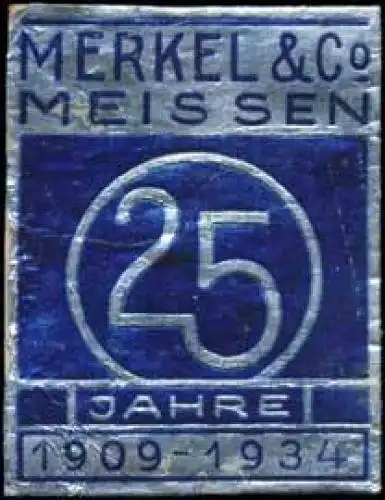 MERKEL & Co
MEISSEN
25
JAHRE
1909-1934